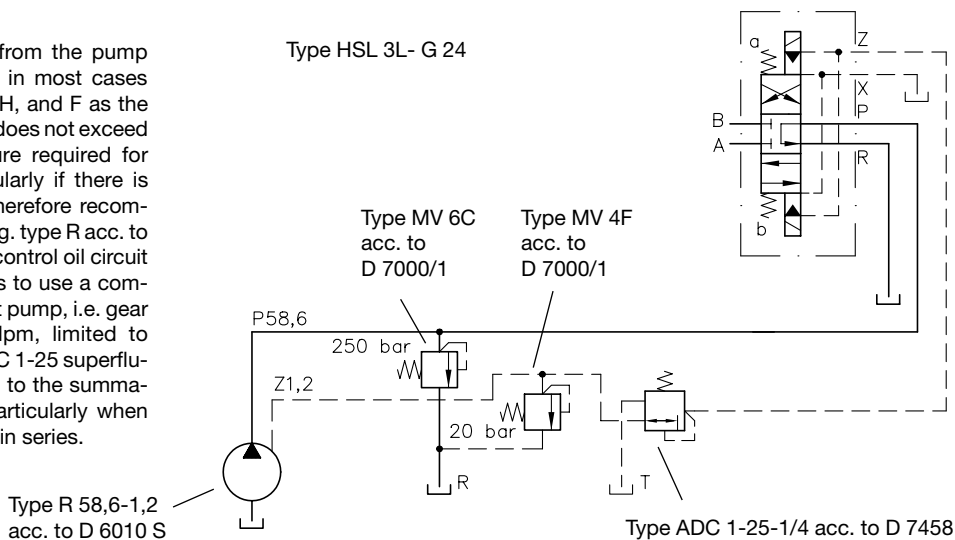 from the pump
in most cases
H, and F as the
does not exceed
ure required for
ularly if there is
herefore recom-
g. type R acc. to
control oil circuit
s to use a com-
t pump, i.e. gear
lpm, limited to
C 1-25 superflu-
to the summa-
articularly when
in series.
Type HSL 3L- G 24
a
Z
X
P
B
A
R
b
Type MV 6C
acc. to
D 7000/1
Type MV 4F
acc. to
D 7000/1
P58,6
250 bar
Z1,2
20 bar
R
T
Type R 58,6-1,2
acc. to D 6010 S
Type ADC 1-25-1/4 acc. to D 7458